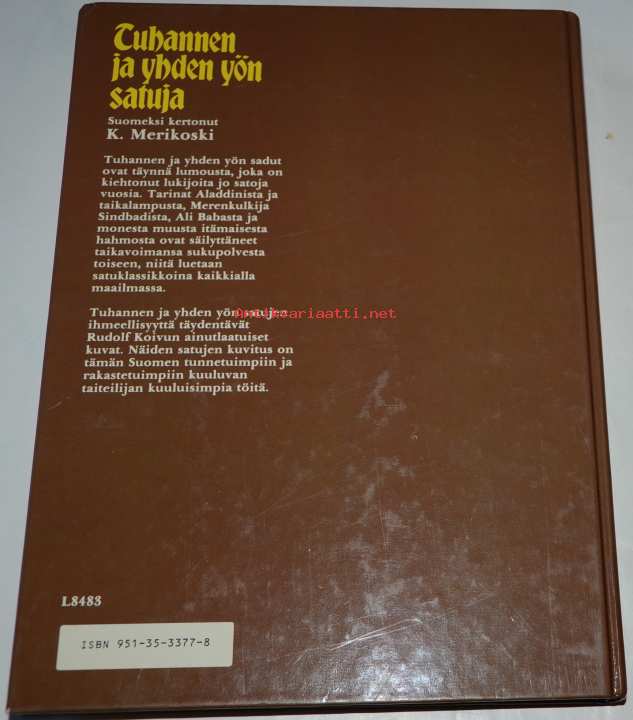 Tuhannen
ja yhden yön
satuja
Suomeksi kertonut
K. Merikoski
Tuhannen ja yhden yön sadut
ovat täynnä lumousta, joka on
kiehtonut lukijoita jo satoja
vuosia. Tarinat Aladdinista ja
taikalampusta, Merenkulkija
Sindbadista, Ali Babasta ja
monesta muusta itämaisesta
hahmosta ovat säilyttäneet
taikavoimansa sukupolvesta
toiseen, niitä luetaan
satuklassikkoina kaikkialla
maailmassa.
Tuhannen ja yhden yön satujen
Antikvariaatti.net
ihmeellisyyttä täydentävät
Rudolf Koivun ainutlaatuiset
kuvat. Näiden satujen kuvitus on
tämän Suomen tunnetuimpiin ja
rakastetuimpiin kuuluvan
taiteilijan kuuluisimpia töitä.
L8483
ISBN 951-35-3377-8